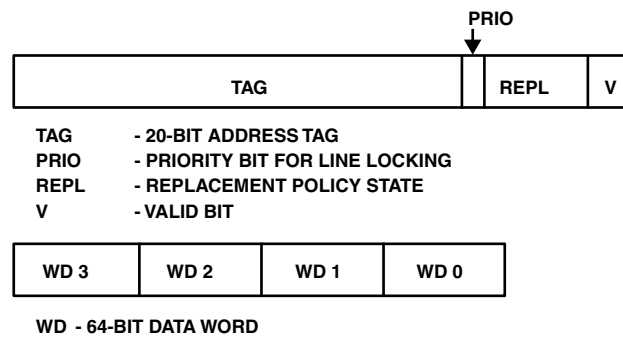 PRIO
TAG REPL V
TAG - 20-BIT ADDRESS TAG
PRIO - PRIORITY BIT FOR LINE LOCKING
REPL - REPLACEMENT POLICY STATE
V - VALID BIT
WD 3 WD 2 WD 1 WD 0
WD - 64-BIT DATA WORD